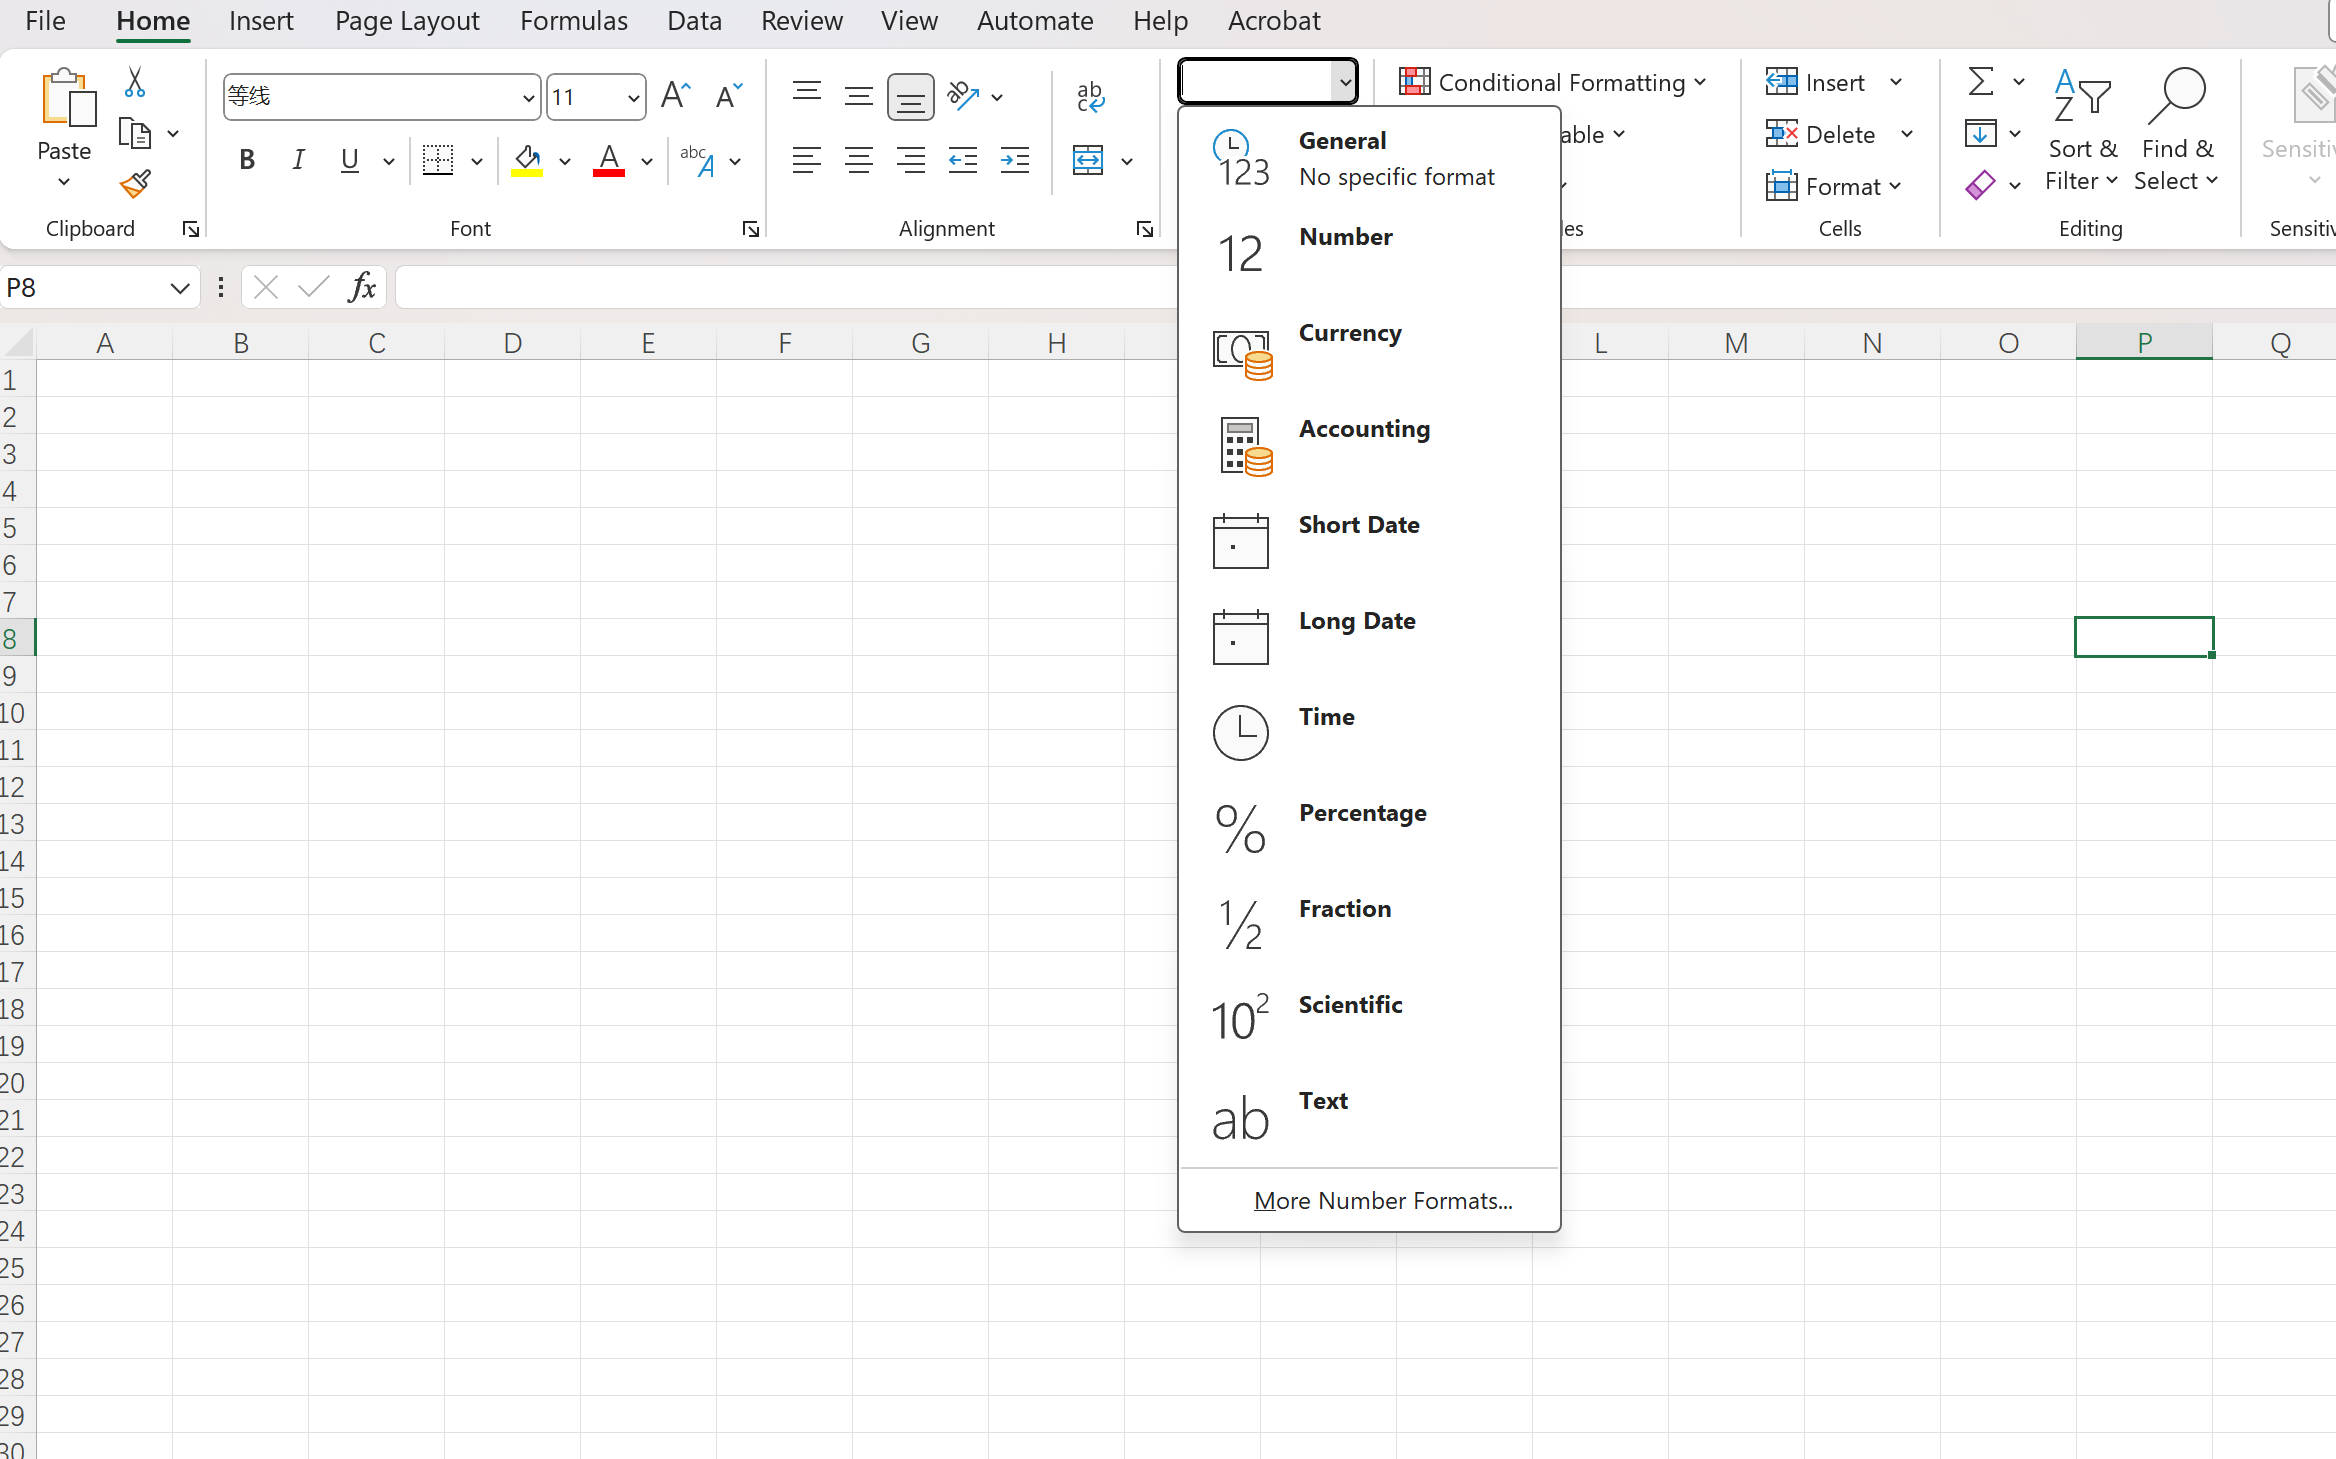 File Home Insert Page Layout Formulas Data Review View Automate Help Acrobat
Paste
Clipboard
等线 11
B I U
A
abc A
Font
ab
ab c
Alignment
Conditional Formatting
able
les
Insert
Delete
Format
Cells
A Z
Sort & Filter
Find & Select
Editing
P8
fx
General
No specific format
123
12 Number
Currency
Accounting
Short Date
Long Date
Time
% Percentage
1/2 Fraction
10² Scientific
ab Text
More Number Formats...
A B C D E F G H L M N O P Q
1
2
3
4
5
6
7
8
9
10
11
12
13
14
15
16
17
18
19
20
21
22
23
24
25
26
27
28
29
30